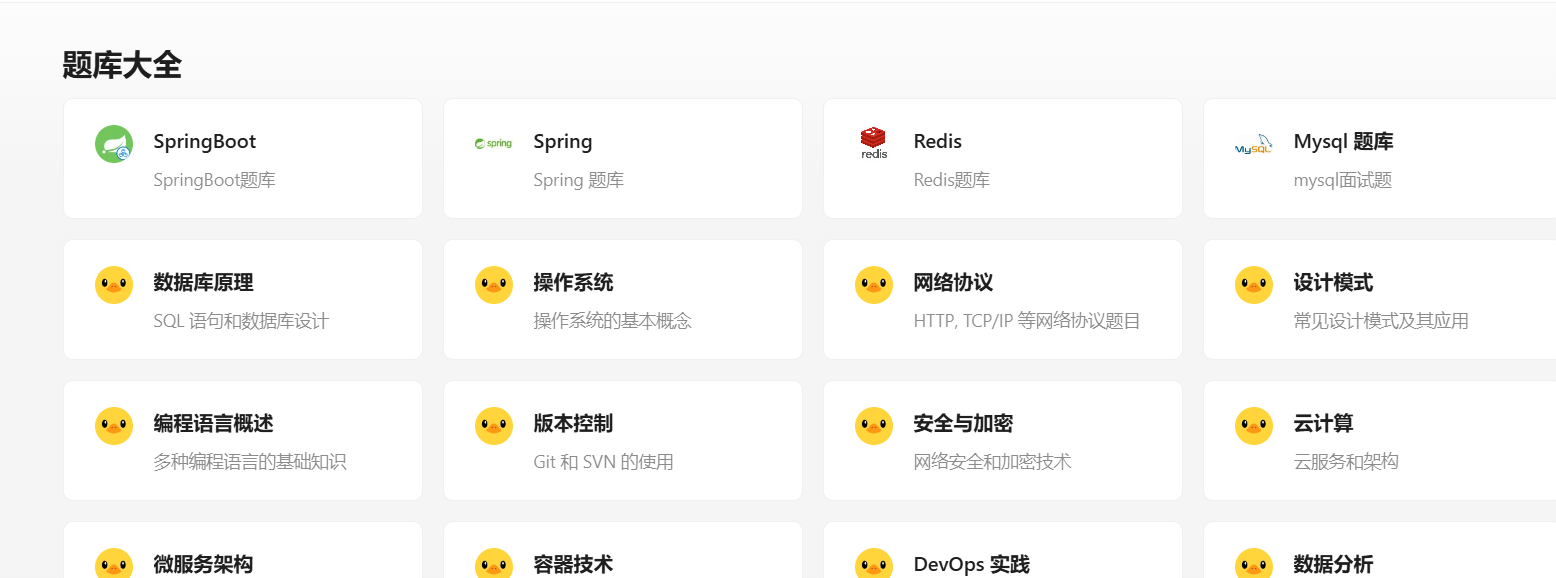 题库大全
SpringBoot
SpringBoot题库
spring
Spring
Spring 题库
redis
Redis
Redis题库
MySQL
Mysql 题库
mysql面试题
数据库原理
SQL 语句和数据库设计
操作系统
操作系统的基本概念
网络协议
HTTP, TCP/IP 等网络协议题目
设计模式
常见设计模式及其应用
编程语言概述
多种编程语言的基础知识
版本控制
Git 和 SVN 的使用
安全与加密
网络安全和加密技术
云计算
云服务和架构
微服务架构
容器技术
DevOps 实践
数据分析